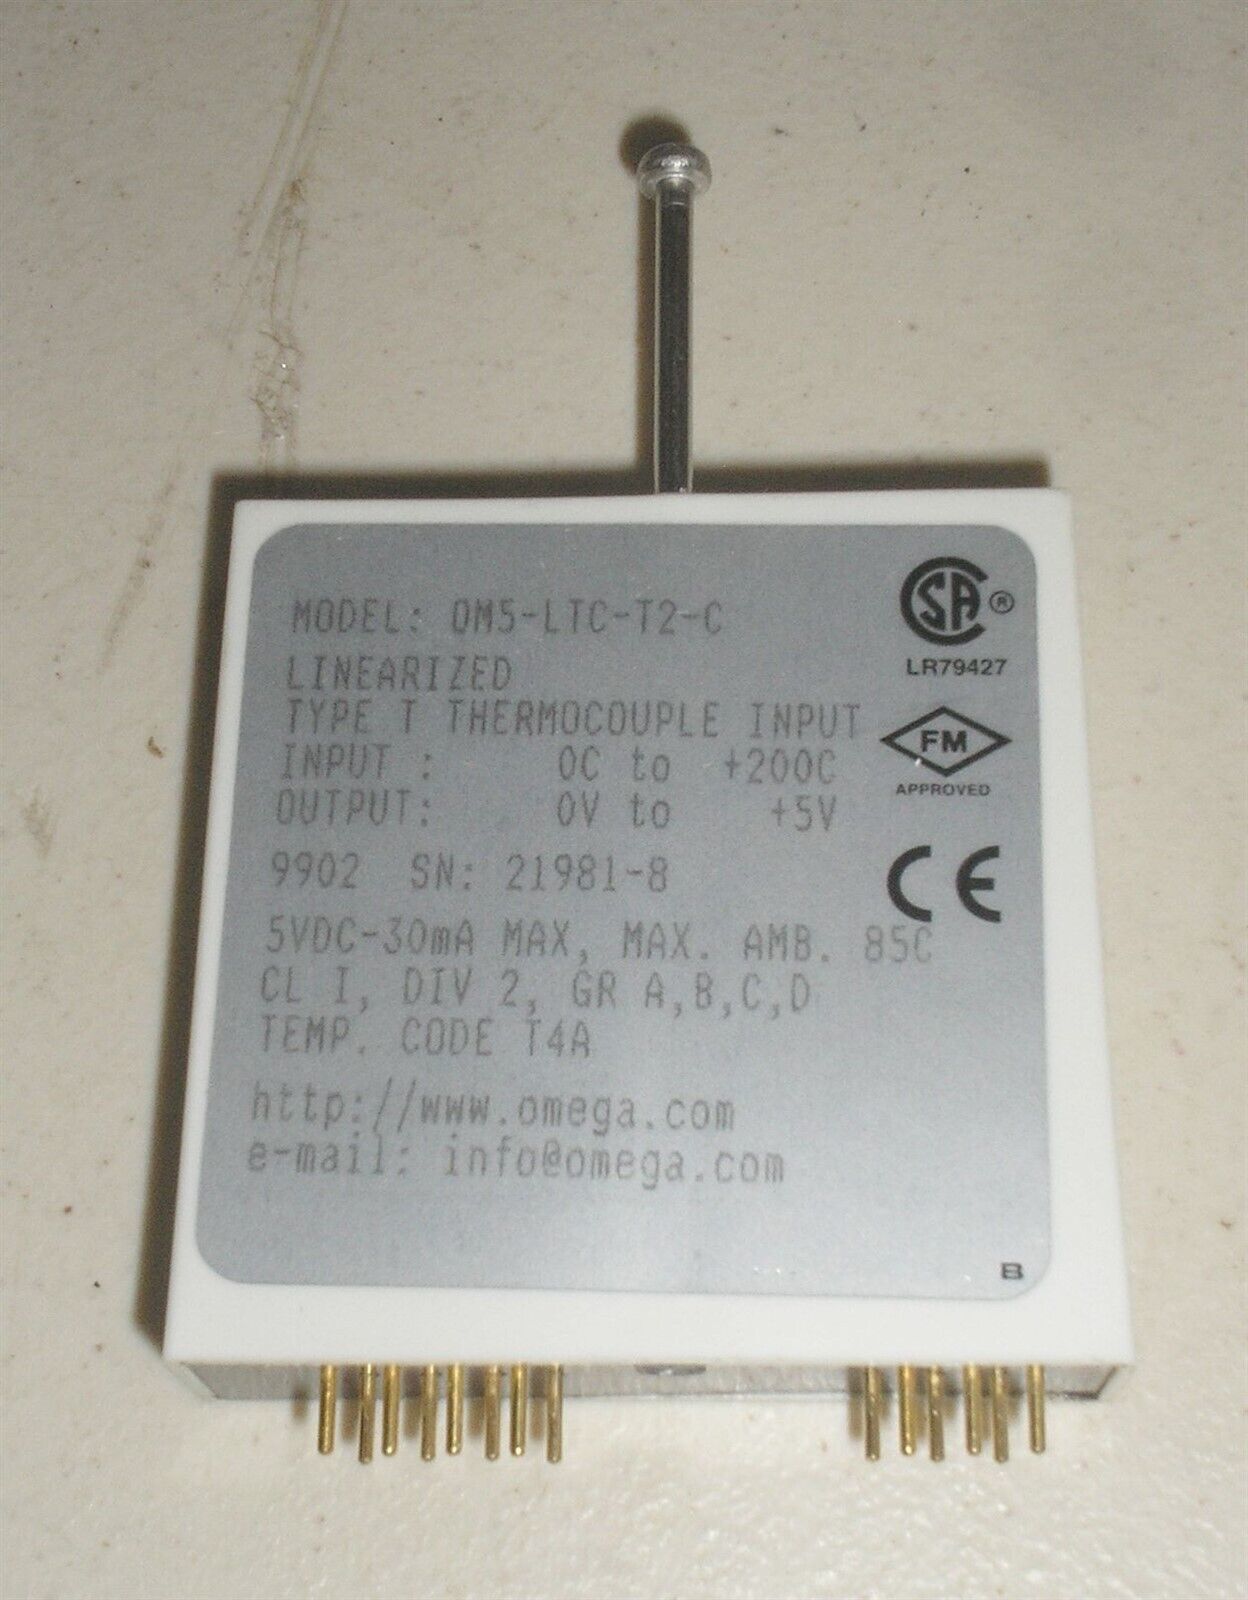 MODEL: OM5-LTC-T2-C
LINEARIZED
TYPE T THERMOCOUPLE INPUT
INPUT : 0C to +200C
OUTPUT: 0V to +5V
9902 SN: 21981-8
5VDC-30mA MAX, MAX. AMB. 85C
CL I, DIV 2, GR A,B,C,D
TEMP. CODE T4A
http://www.omega.com
e-mail: info@omega.com
CSA ®
LR79427
FM
APPROVED
CE
B